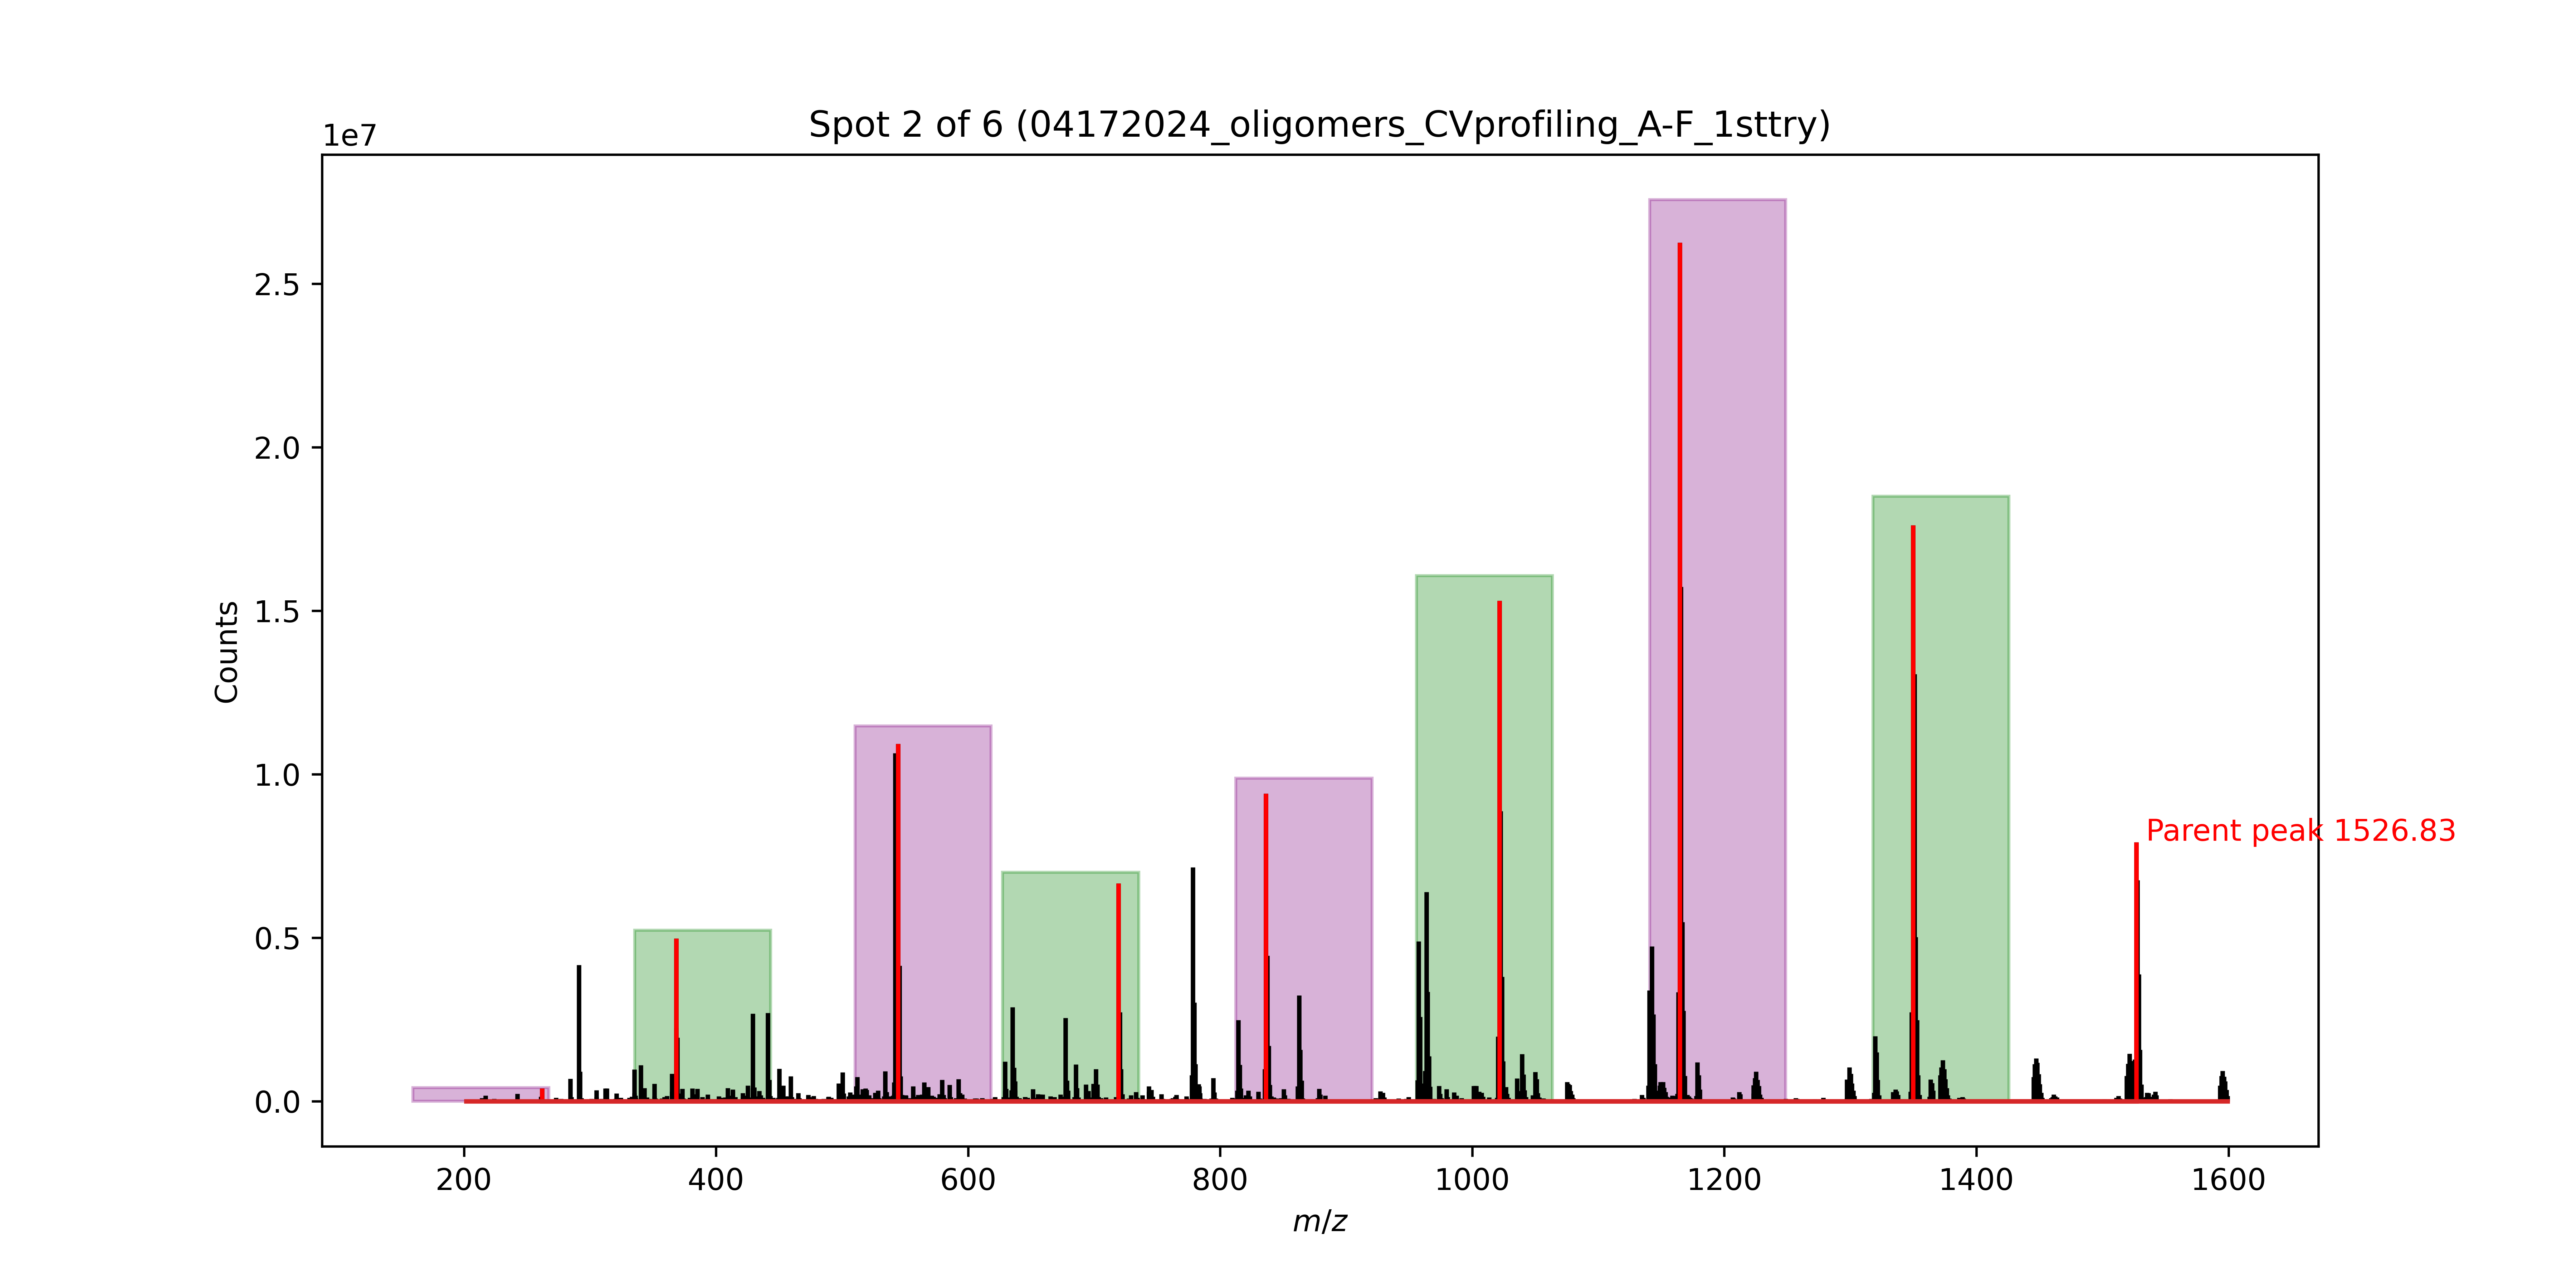 Spot 2 of 6 (04172024_oligomers_CVprofiling_A-F_1sttry)
1e7
2.5
2.0
1.5
1.0
0.5
0.0
Counts
Parent peak 1526.83
200 400 600 800 1000 1200 1400 1600
m/z